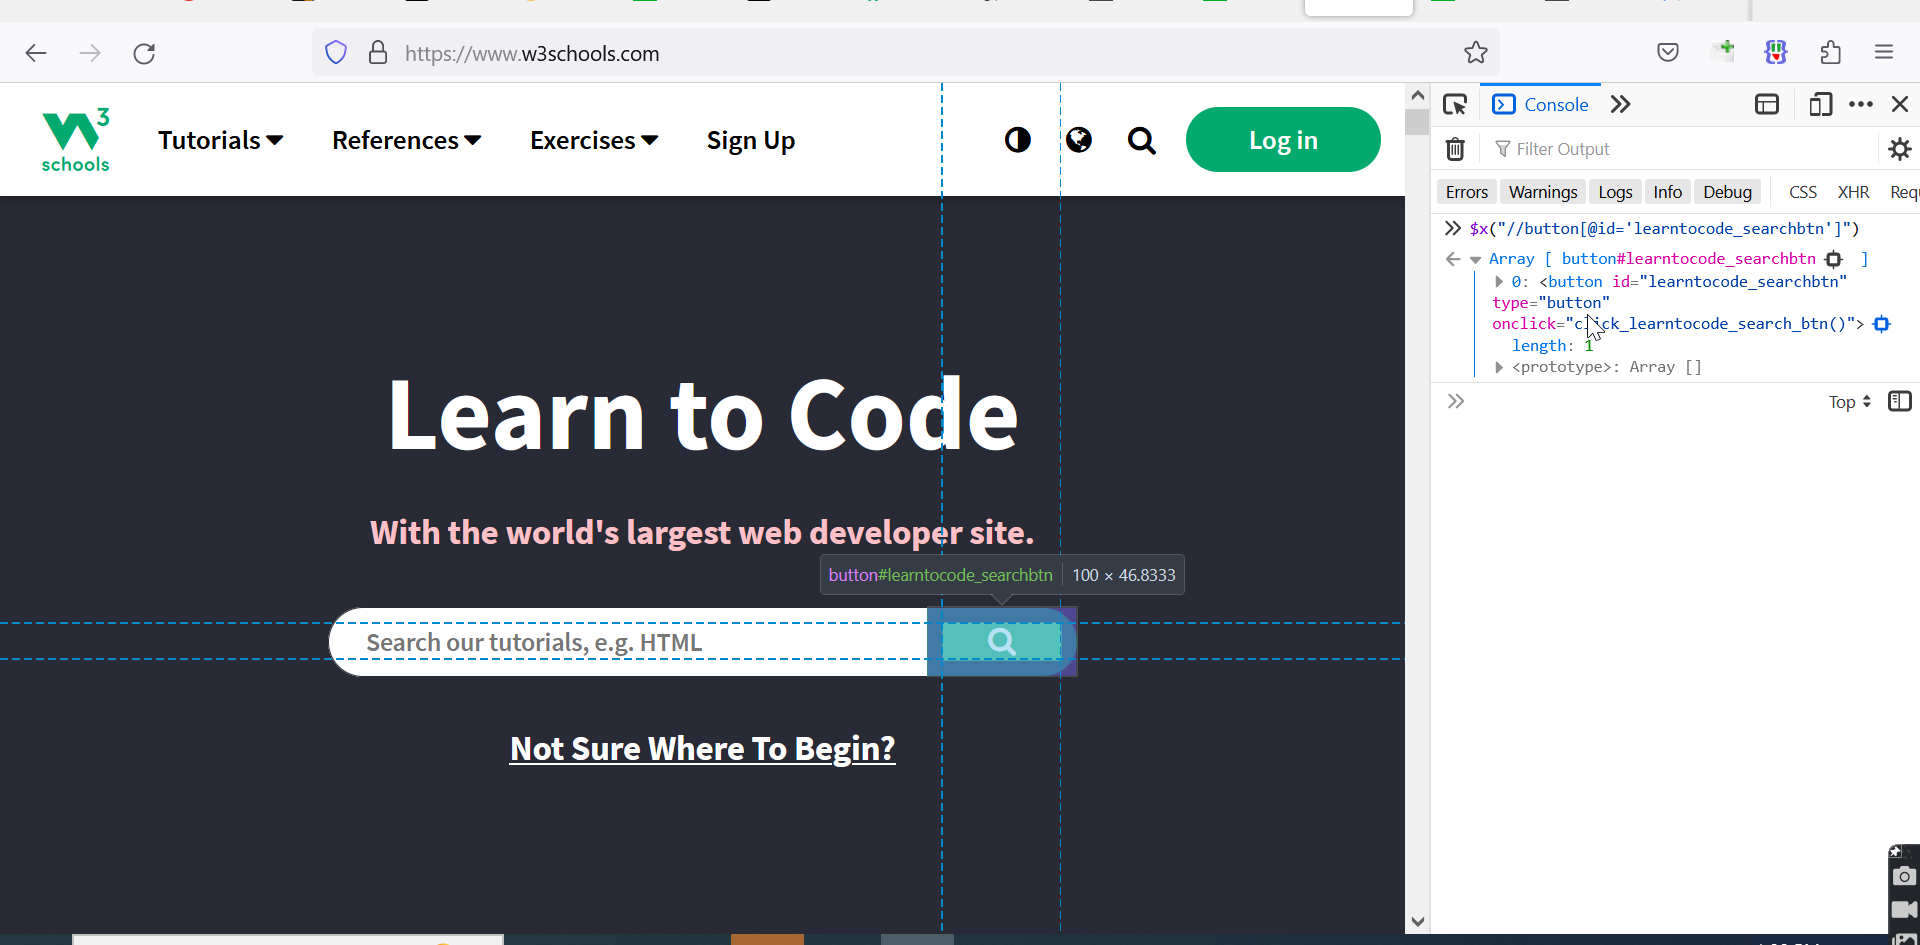 https://www.w3schools.com
3
schools
Tutorials
References
Exercises
Sign Up
Log in
Learn to Code
With the world's largest web developer site.
button#learntocode_searchbtn 100 × 46.8333
Search our tutorials, e.g. HTML
Not Sure Where To Begin?
Console
Filter Output
Errors Warnings Logs Info Debug CSS XHR Requ
$x("//button[@id='learntocode_searchbtn']")
Array [ button#learntocode_searchbtn ]
0: <button id="learntocode_searchbtn"
type="button"
onclick="click_learntocode_search_btn()">
length: 1
<prototype>: Array []
Top